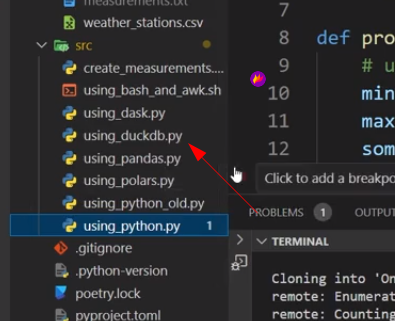 measurements.txt
weather_stations.csv
src
create_measurements....
using_bash_and_awk.sh
using_dask.py
using_duckdb.py
using_pandas.py
using_polars.py
using_python_old.py
using_python.py 1
.gitignore
.python-version
poetry.lock
pyproject.toml
7
8 def pro
9 # u
10 min
11 max
12 som
Click to add a breakpo
PROBLEMS 1 OUTPUT
TERMINAL
Cloning into 'On
remote: Enumerat
remote: Counting